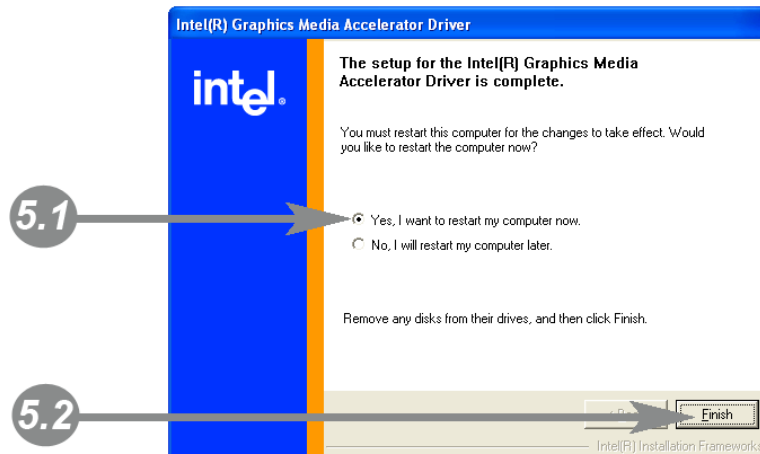 Intel(R) Graphics Media Accelerator Driver
intel®
The setup for the Intel(R) Graphics Media
Accelerator Driver is complete.
You must restart this computer for the changes to take effect. Would
you like to restart the computer now?
5.1
Yes, I want to restart my computer now.
No, I will restart my computer later.
Remove any disks from their drives, and then click Finish.
5.2
Finish
Intel(R) Installation Frameworks